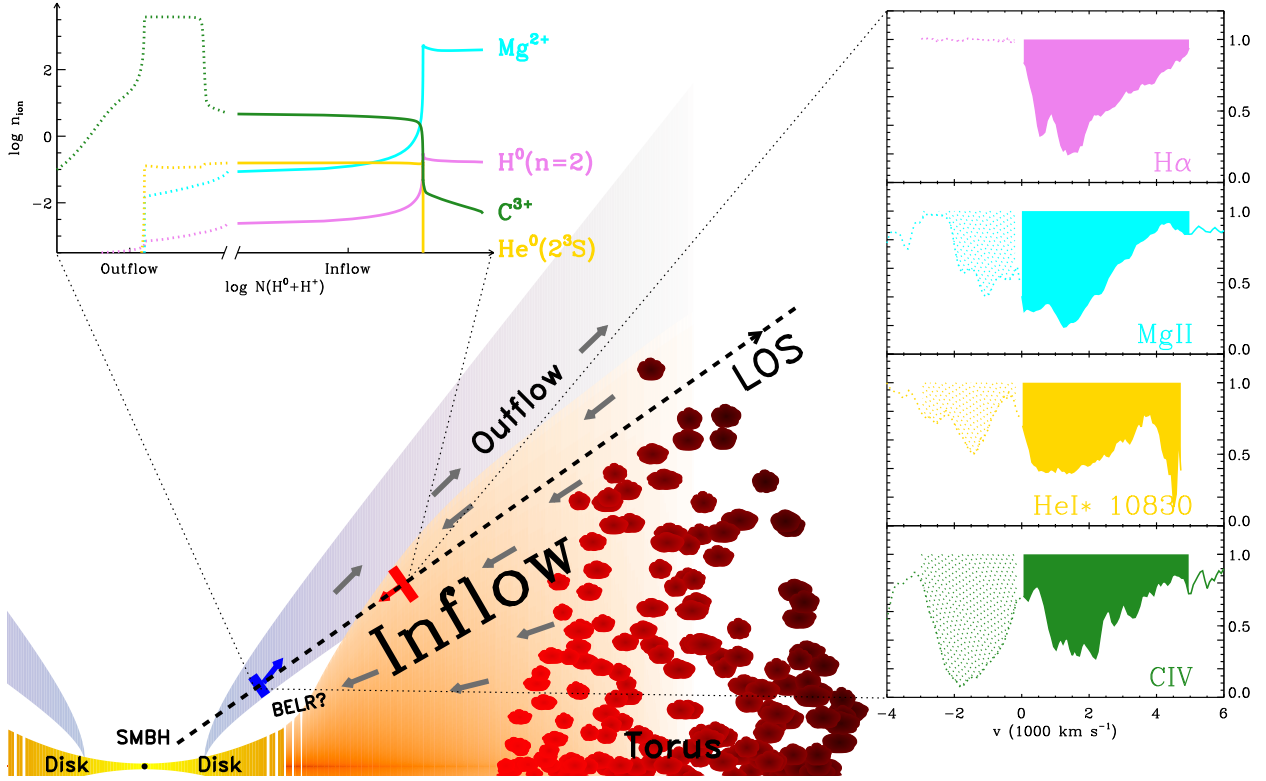 log n_ion
2
0
−2
Mg²⁺
H⁰(n=2)
C³⁺
He⁰(2³S)
Outflow
Inflow
log N(H⁰+H⁺)
1.0
0.5
0.0
Hα
1.0
0.5
0.0
MgII
1.0
0.5
0.0
HeI* 10830
1.0
0.5
0.0
CIV
−4 −2 0 2 4 6
v (1000 km s⁻¹)
LOS
Outflow
Inflow
BELR?
SMBH
Disk
Disk
Torus